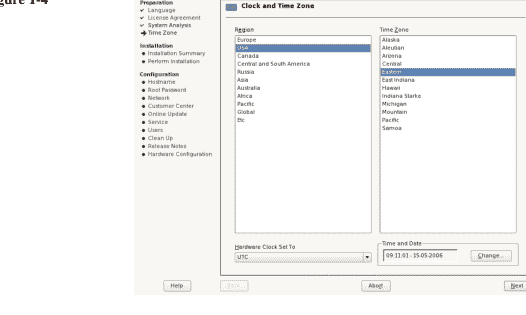 gure 1-4
Preparation
Language
License Agreement
System Analysis
Time Zone
Installation
Installation Summary
Perform Installation
Configuration
Hostname
Root Password
Network
Customer Center
Online Update
Service
Users
Clean Up
Release Notes
Hardware Configuration
Clock and Time Zone
Region
Europe
USA
Canada
Central and South America
Russia
Asia
Australia
Africa
Pacific
Global
Etc
Time Zone
Alaska
Aleutian
Arizona
Central
Eastern
East Indiana
Hawaii
Indiana Starke
Michigan
Mountain
Pacific
Samoa
Hardware Clock Set To
UTC
Time and Date
09:11:01 - 15-05-2006
Change...
Help
Back
Abort
Next